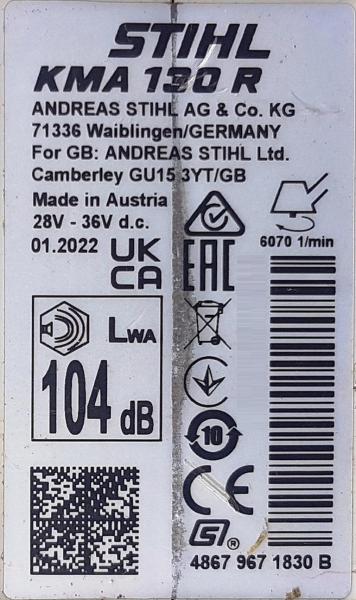 STIHL
KMA 130 R
ANDREAS STIHL AG & Co. KG
71336 Waiblingen/GERMANY
For GB: ANDREAS STIHL Ltd.
Camberley GU15 3YT/GB
Made in Austria
28V - 36V d.c.
01.2022
UK
CA
EAC
6070 1/min
LWA
104 dB
10
CE
4867 967 1830 B